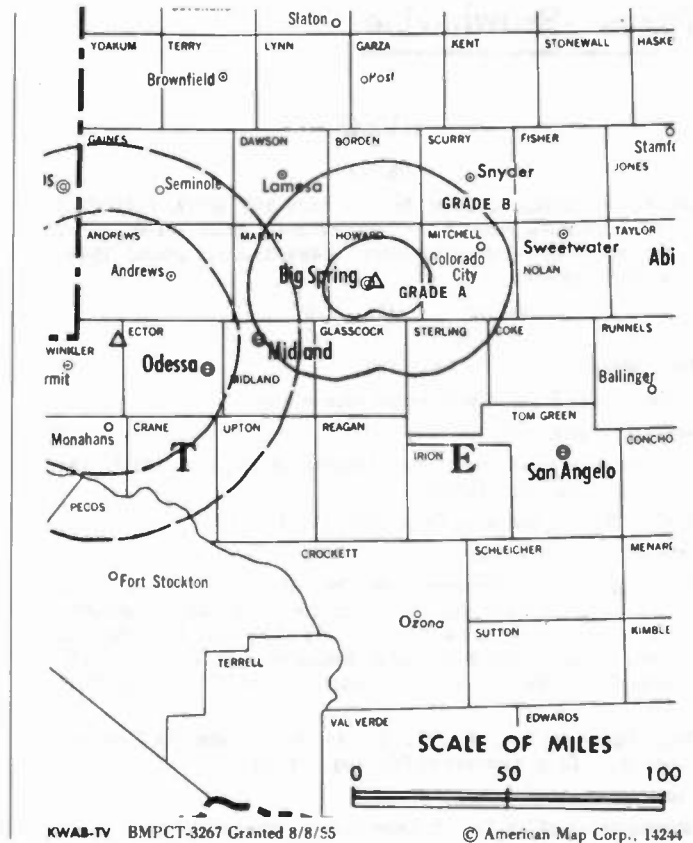 Slaton
YOAKUM TERRY LYNN GARZA KENT STONEWALL HASKE
Brownfield
Post
GAINES DAWSON BORDEN SCURRY FISHER
Stamf
JONES
Seminole
Lamesa
Snyder
GRADE B
ANDREWS MARTIN HOWARD MITCHELL TAYLOR
Sweetwater
Colorado
City
Abi
NOLAN
Andrews
Big Spring
GRADE A
ECTOR GLASSCOCK STERLING COKE RUNNELS
WINKLER
Odessa
Midland
rmit
MIDLAND
Ballinger
TOM GREEN
Monahans
CRANE UPTON REAGAN
CONCHO
T
IRION
E
San Angelo
PECOS
CROCKETT SCHLEICHER MENARD
Fort Stockton
Ozona
SUTTON KIMBLE
TERRELL
VAL VERDE EDWARDS
SCALE OF MILES
0 50 100
KWAB-TV BMPCT-3267 Granted 8/8/55 © American Map Corp., 14244